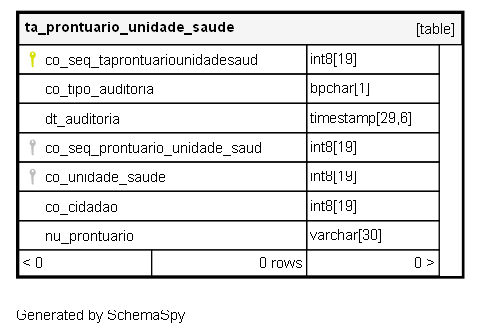 ta_prontuario_unidade_saude [table]
co_seq_taprontuariounidadesaud int8[19]
co_tipo_auditoria bpchar[1]
dt_auditoria timestamp[29,6]
co_seq_prontuario_unidade_saud int8[19]
co_unidade_saude int8[19]
co_cidadao int8[19]
nu_prontuario varchar[30]
< 0 0 rows 0 >
Generated by SchemaSpy